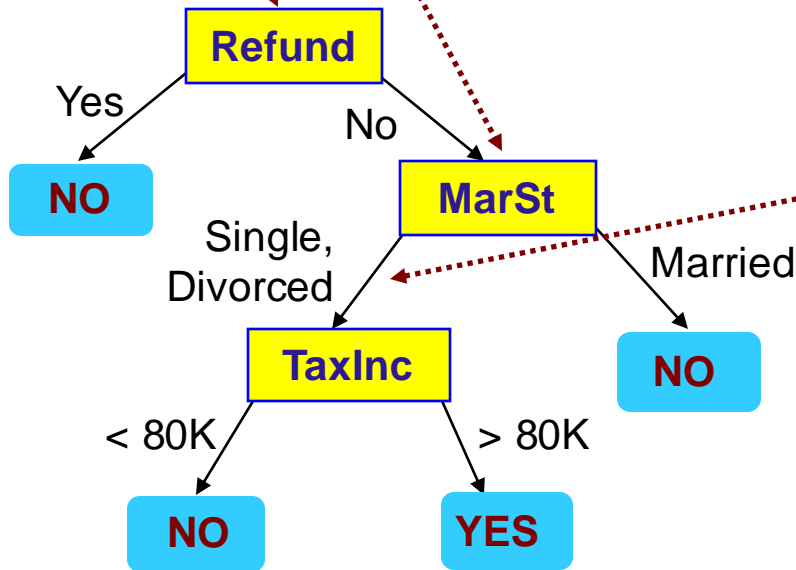 Refund
Yes
No
NO
MarSt
Single,
Divorced
Married
TaxInc
NO
< 80K
> 80K
NO
YES